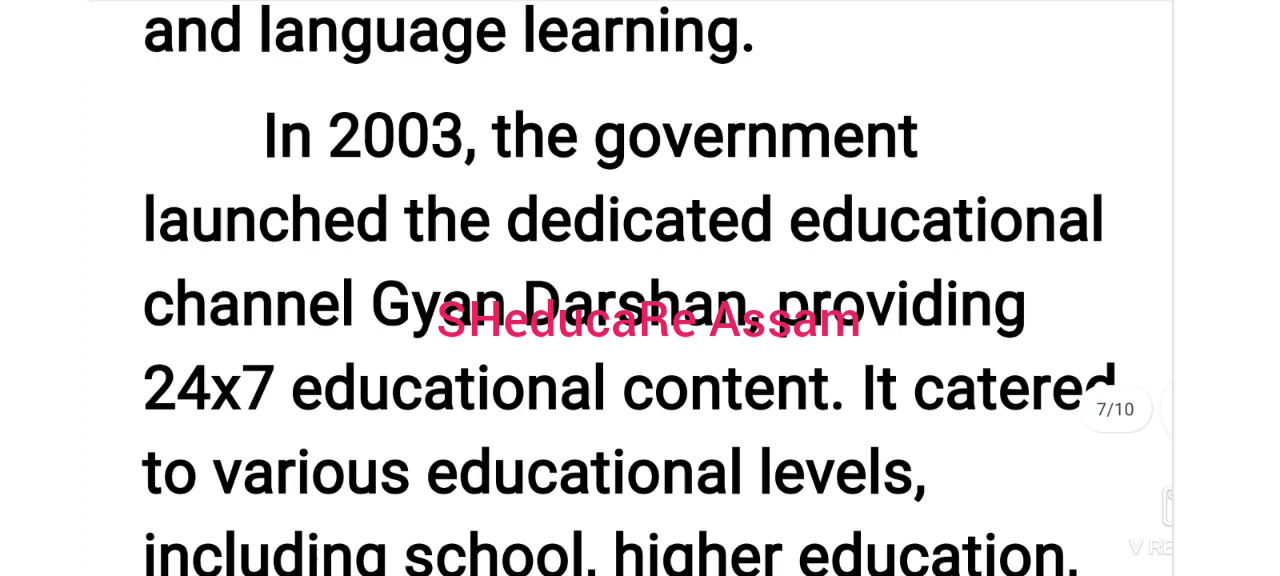 and language learning.
In 2003, the government
launched the dedicated educational
channel Gyan Darshan, providing
SHeducaRe Assam
24x7 educational content. It catered
7/10
to various educational levels,
including school, higher education,